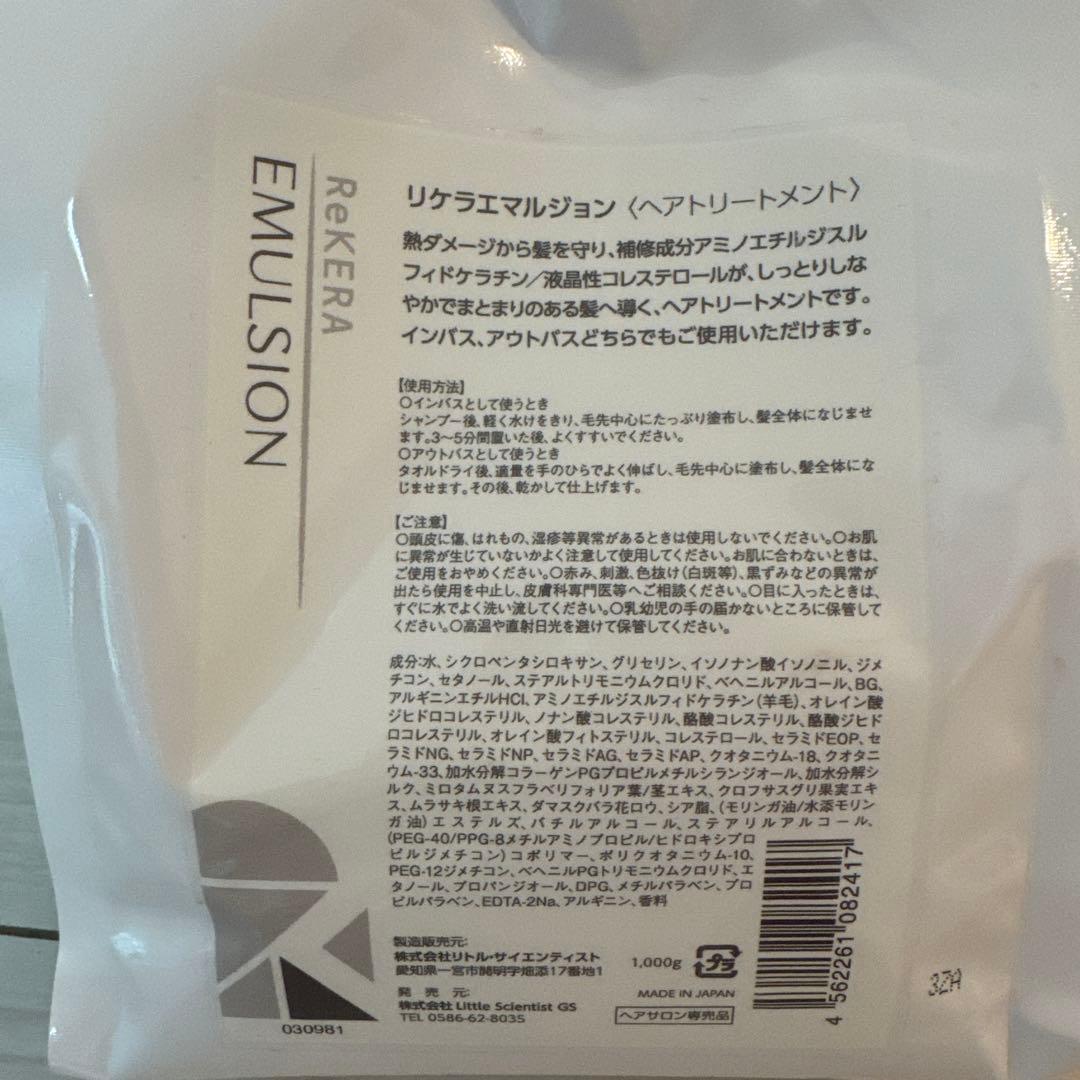 ReKERA
EMULSION
リケラエマルジョン〈ヘアトリートメント〉
熱ダメージから髪を守り、補修成分アミノエチルジスル
フィドケラチン/液晶性コレステロールが、しっとりしな
やかでまとまりのある髪へ導く、ヘアトリートメントです。
インバス、アウトバスどちらでもご使用いただけます。
【使用方法】
○インバスとして使うとき
シャンプー後、軽く水けをきり、毛先中心にたっぷり塗布し、髪全体になじませ
ます。3〜5分間置いた後、よくすすいでください。
○アウトバスとして使うとき
タオルドライ後、適量を手のひらでよく伸ばし、毛先中心に塗布し、髪全体にな
じませます。その後、乾かして仕上げます。
【ご注意】
○頭皮に傷、はれもの、湿疹等異常があるときは使用しないでください。○お肌
に異常が生じていないかよく注意して使用してください。お肌に合わないときは、
ご使用をおやめください。○赤み、刺激、色抜け(白斑等)、黒ずみなどの異常が
出たら使用を中止し、皮膚科専門医等へご相談ください。○目に入ったときは、
すぐに水でよく洗い流してください。○乳幼児の手の届かないところに保管して
ください。○高温や直射日光を避けて保管してください。
成分:水、シクロペンタシロキサン、グリセリン、イソノナン酸イソノニル、ジメ
チコン、セタノール、ステアルトリモニウムクロリド、ベヘニルアルコール、BG、
アルギニンエチルHCl、アミノエチルジスルフィドケラチン(羊毛)、オレイン酸
ジヒドロコレステリル、ノナン酸コレステリル、酪酸コレステリル、酪酸ジヒド
ロコレステリル、オレイン酸フィトステリル、コレステロール、セラミドEOP、セ
ラミドNG、セラミドNP、セラミドAG、セラミドAP、クオタニウム-18、クオタニ
ウム-33、加水分解コラーゲンPGプロピルメチルシランジオール、加水分解シ
ルク、ミロタムヌスフラベリフォリア葉/茎エキス、クロフサスグリ果実エキ
ス、ムラサキ根エキス、ダマスクバラ花ロウ、シア脂、(モリンガ油/水添モリン
ガ油)エステルズ、バチルアルコール、ステアリルアルコール、
(PEG-40/PPG-8メチルアミノプロピル/ヒドロキシプロ
ピルジメチコン)コポリマー、ポリクオタニウム-10、
PEG-12ジメチコン、ベヘニルPGトリモニウムクロリド、エ
タノール、プロパンジオール、DPG、メチルパラベン、プロ
ピルパラベン、EDTA-2Na、アルギニン、香料
製造販売元:
株式会社リトル・サイエンティスト
愛知県一宮市開明字畑添17番地1
発 売 元:
株式会社 Little Scientist GS
TEL 0586-62-8035
1,000g
プラ
MADE IN JAPAN
ヘアサロン専売品
4 562261 082417
030981
3ZA